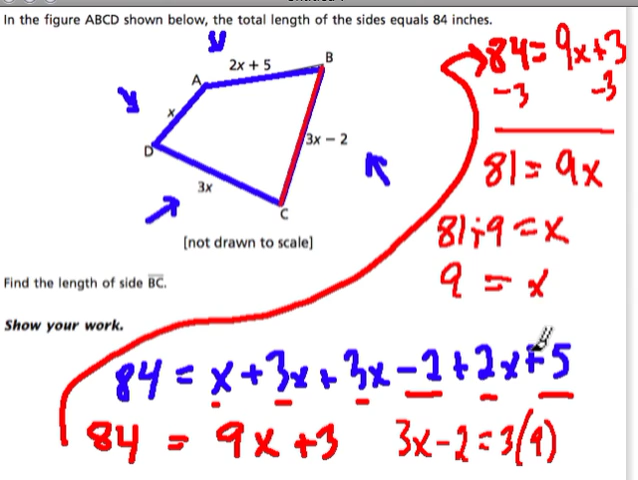 In the figure ABCD shown below, the total length of the sides equals 84 inches.
2x + 5
B
A
x
D
3x – 2
3x
C
[not drawn to scale]
84 = 9x+3
-3 -3
81 = 9x
81÷9 = x
9 = x
Find the length of side BC.
Show your work.
84 = x + 3x + 3x - 2 + 2x + 5
84 = 9x +3
3x-2 = 3(9)